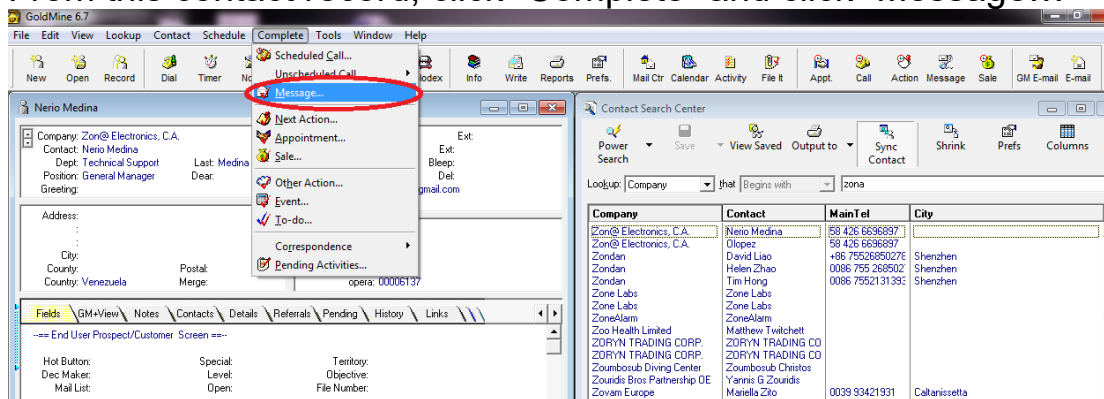 From this contact record, click "Complete" and click "Message..."
GoldMine 6.7
File Edit View Lookup Contact Schedule Complete Tools Window Help
New Open Record Dial Timer Info Write Reports Prefs. Mail Ctr Calendar Activity File It Appt. Call Action Message Sale GM E-mail E-mail
Scheduled Call...
Unscheduled Call
Message...
Next Action...
Appointment...
Sale...
Other Action...
Event...
To-do...
Correspondence
Pending Activities...
Nerio Medina
Company: Zon@ Electronics, C.A. Ext:
Contact: Nerio Medina Ext:
Dept: Technical Support Last: Medina Bleep:
Position: General Manager Dear: Del:
Greeting: gmail.com
Address:
:
:
City:
County: Postal:
Country: Venezuela Merge: opera: 00006137
Fields GM+View Notes Contacts Details Referrals Pending History Links
--== End User Prospect/Customer Screen ==--
Hot Button: Special: Territory:
Dec Maker: Level: Objective:
Mail List: Open: File Number:
Contact Search Center
Power Search Save View Saved Output to Sync Contact Shrink Prefs Columns
Lookup: Company that Begins with zona
Company Contact MainTel City
Zon@ Electronics, C.A. Nerio Medina 58 426 6696897
Zon@ Electronics, C.A. Olopez 58 426 6696897
Zondan David Liao +86 75526850278 Shenzhen
Zondan Helen Zhao 0086 755 268502 Shenzhen
Zondan Tim Hong 0086 7552131393 Shenzhen
Zone Labs Zone Labs
Zone Labs Zone Labs
ZoneAlarm ZoneAlarm
Zoo Health Limited Matthew Twitchett
ZORYN TRADING CORP. ZORYN TRADING CO
ZORYN TRADING CORP. ZORYN TRADING CO
Zoumbosub Diving Center Zoumbosub Christos
Zouridis Bros Partnership OE Yannis G Zouridis
Zovam Europe Mariella Zito 0039 93421931 Caltanissetta